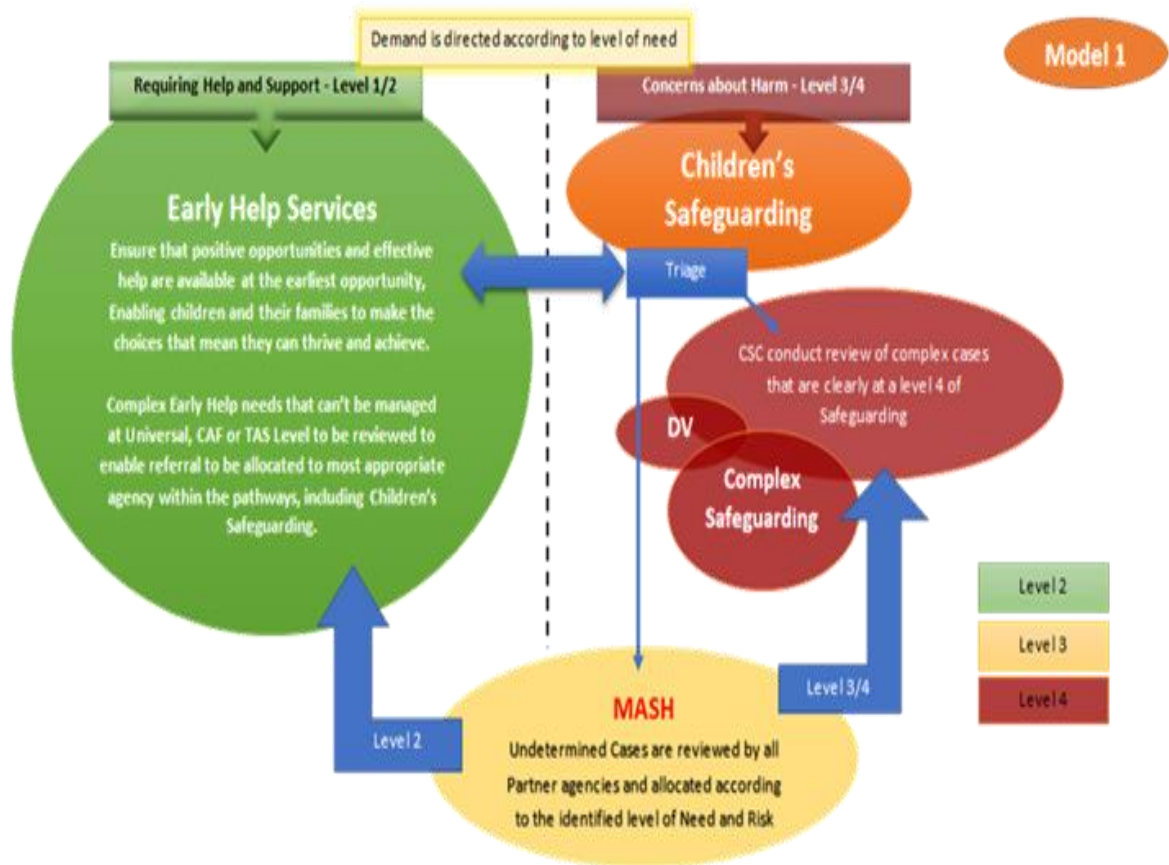 Demand is directed according to level of need
Model 1
Requiring Help and Support - Level 1/2
Concerns about Harm - Level 3/4
Early Help Services
Ensure that positive opportunities and effective
help are available at the earliest opportunity,
Enabling children and their families to make the
choices that mean they can thrive and achieve.
Complex Early Help needs that can't be managed
at Universal, CAF or TAS Level to be reviewed to
enable referral to be allocated to most appropriate
agency within the pathways, including Children's
Safeguarding.
Children's
Safeguarding
Triage
CSC conduct review of complex cases
that are clearly at a level 4 of
Safeguarding
DV
Complex
Safeguarding
Level 2
Level 3
Level 4
Level 3/4
Level 2
MASH
Undetermined Cases are reviewed by all
Partner agencies and allocated according
to the identified level of Need and Risk